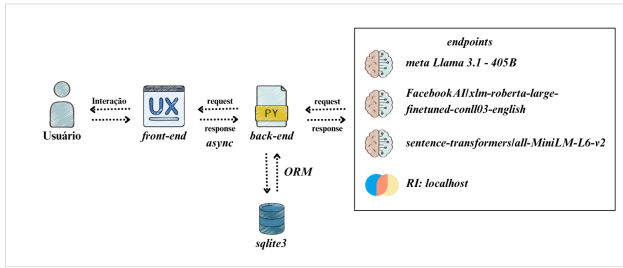 endpoints
meta Llama 3.1 - 405B
FacebookAI/xlm-roberta-large-
finetuned-conll03-english
sentence-transformers/all-MiniLM-L6-v2
RI: localhost
Interação
Usuário
UX
front-end
request
response
async
PY
back-end
request
response
ORM
sqlite3